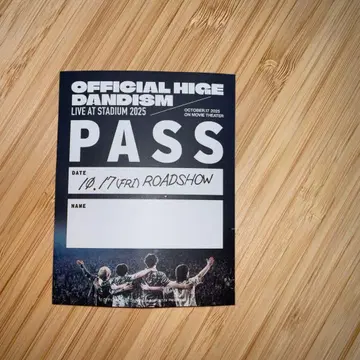 OFFICIAL HIGE
DANDISM
LIVE AT STADIUM 2025
OCTOBER.17 2025
ON MOVIE THEATER
PASS
DATE
10.17(FRI) ROADSHOW
NAME